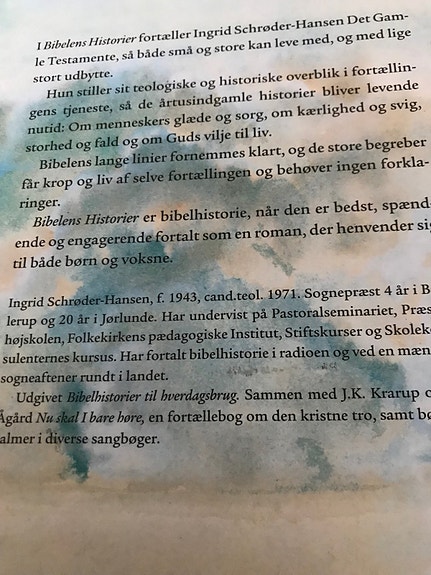 I Bibelens Historier fortæller Ingrid Schrøder-Hansen Det Gam-
le Testamente, så både små og store kan leve med, og med lige
stort udbytte.
Hun stiller sit teologiske og historiske overblik i fortællin-
gens tjeneste, så de årtusindgamle historier bliver levende
nutid: Om menneskers glæde og sorg, om kærlighed og svig,
storhed og fald og om Guds vilje til liv.
Bibelens lange linier fornemmes klart, og de store begreber
får krop og liv af selve fortællingen og behøver ingen forkla-
ringer.
Bibelens Historier er bibelhistorie, når den er bedst, spænd-
ende og engagerende fortalt som en roman, der henvender sig
til både børn og voksne.
Ingrid Schrøder-Hansen, f. 1943, cand.teol. 1971. Sognepræst 4 år i B
lerup og 20 år i Jørlunde. Har undervist på Pastoralseminariet, Præs
højskolen, Folkekirkens pædagogiske Institut, Stiftskurser og Skoleko
sulenternes kursus. Har fortalt bibelhistorie i radioen og ved en mæn
sogneaftener rundt i landet.
Udgivet Bibelhistorier til hverdagsbrug. Sammen med J.K. Krarup o
Ågård Nu skal I bare høre, en fortællebog om den kristne tro, samt bø
almer i diverse sangbøger.